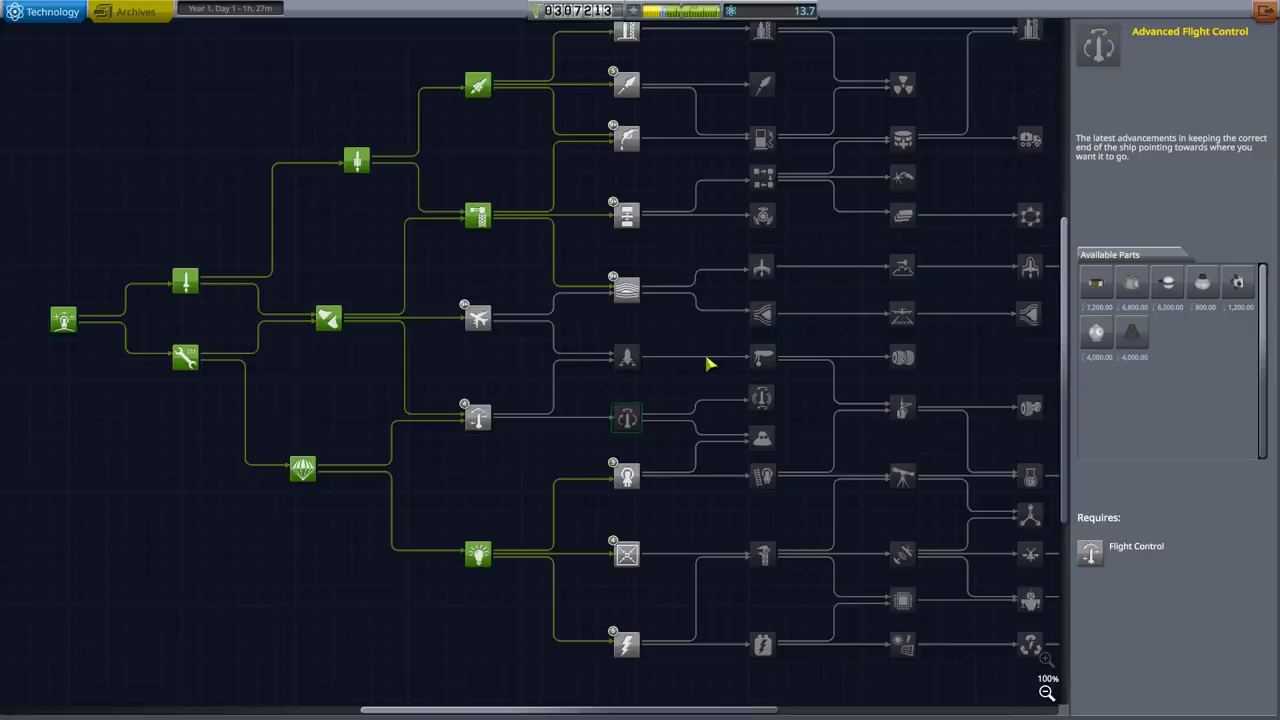 Technology
Archives
Year 1, Day 1 - 1h, 27m
0307213
13.7
Advanced Flight Control
The latest advancements in keeping the correct
end of the ship pointing towards where you
want it to go.
Available Parts
7,200.00 6,800.00 6,200.00 800.00 1,200.00
4,000.00 4,000.00
Requires:
Flight Control
100%